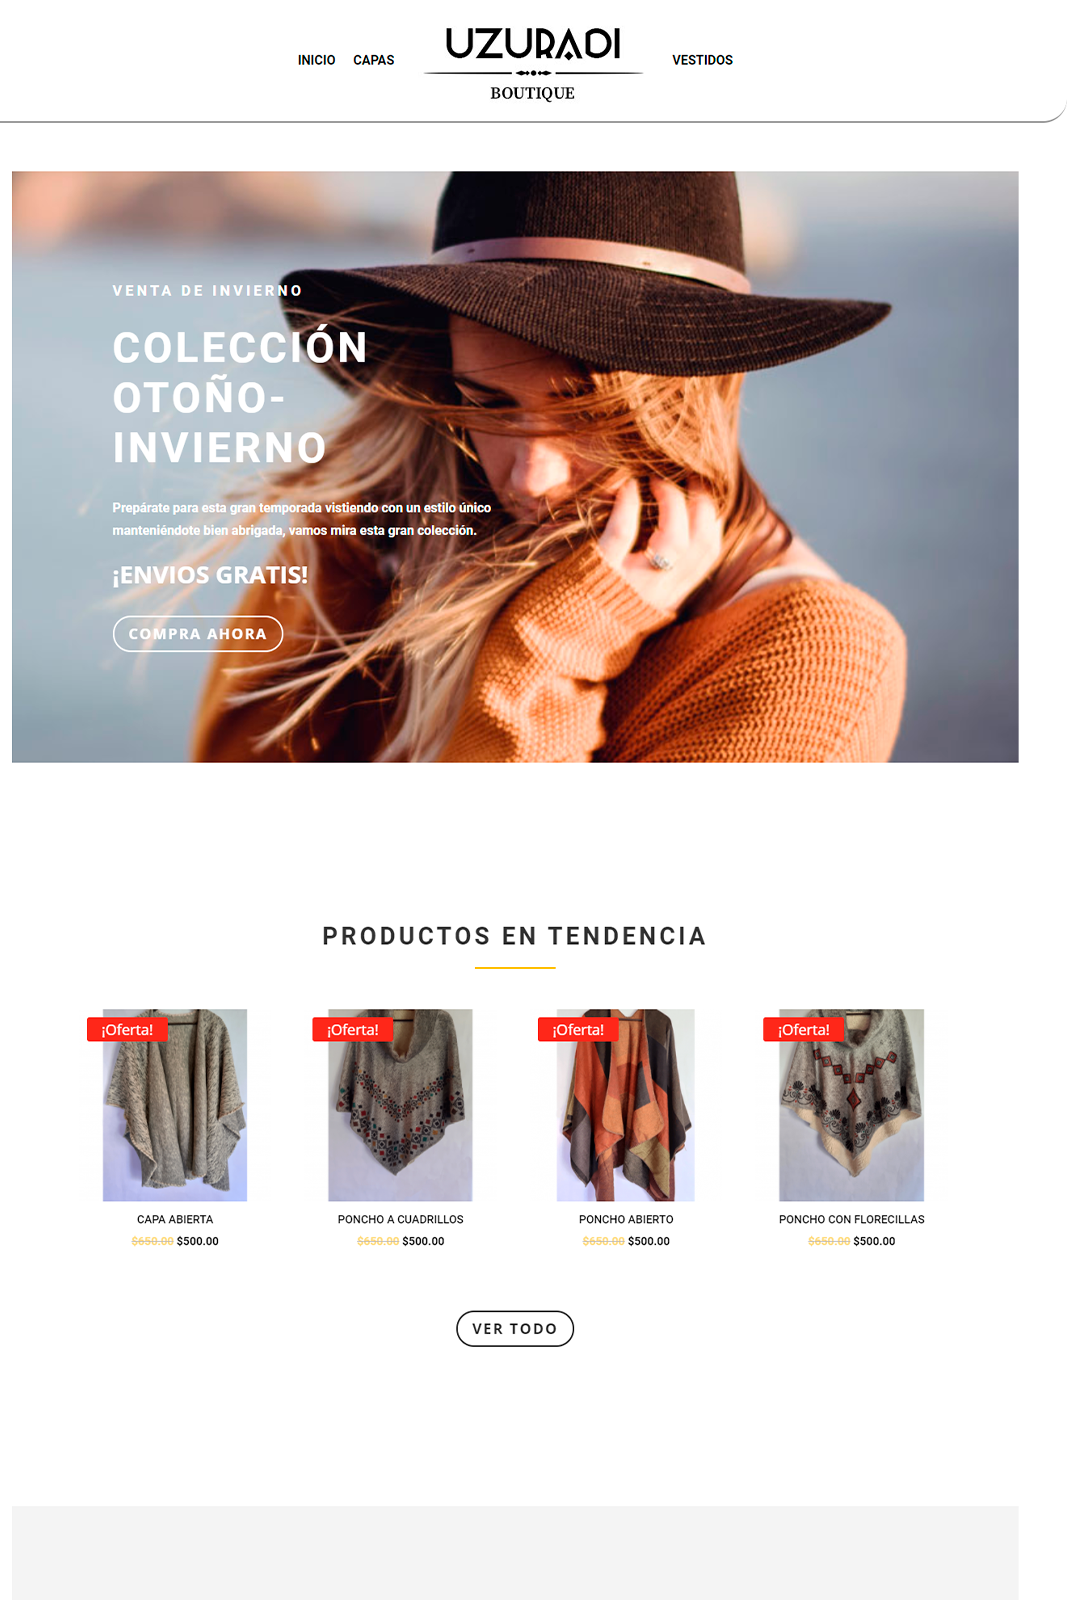 INICIO CAPAS UZURADI VESTIDOS
BOUTIQUE
VENTA DE INVIERNO
COLECCIÓN
OTOÑO-
INVIERNO
Prepárate para esta gran temporada vistiendo con un estilo único
manteniéndote bien abrigada, vamos mira esta gran colección.
¡ENVIOS GRATIS!
COMPRA AHORA
PRODUCTOS EN TENDENCIA
¡Oferta! ¡Oferta! ¡Oferta! ¡Oferta!
CAPA ABIERTA PONCHO A CUADRILLOS PONCHO ABIERTO PONCHO CON FLORECILLAS
$650.00 $500.00 $650.00 $500.00 $650.00 $500.00 $650.00 $500.00
VER TODO